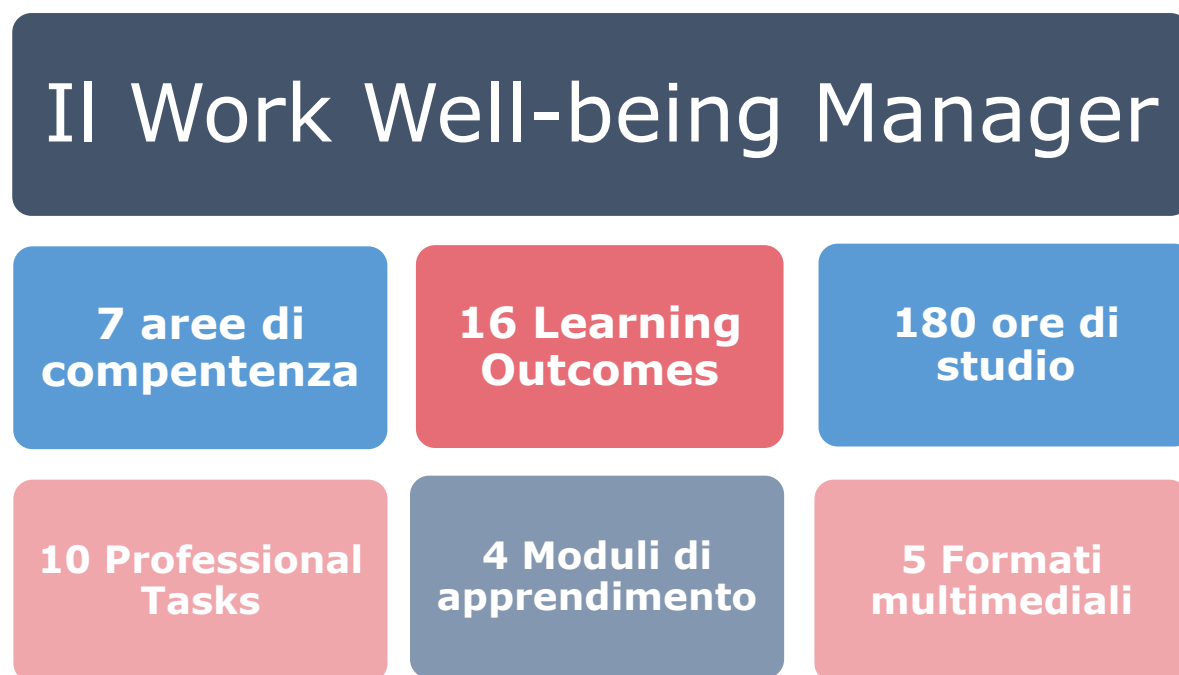 Il Work Well-being Manager
7 aree di
compentenza
16 Learning
Outcomes
180 ore di
studio
10 Professional
Tasks
4 Moduli di
apprendimento
5 Formati
multimediali